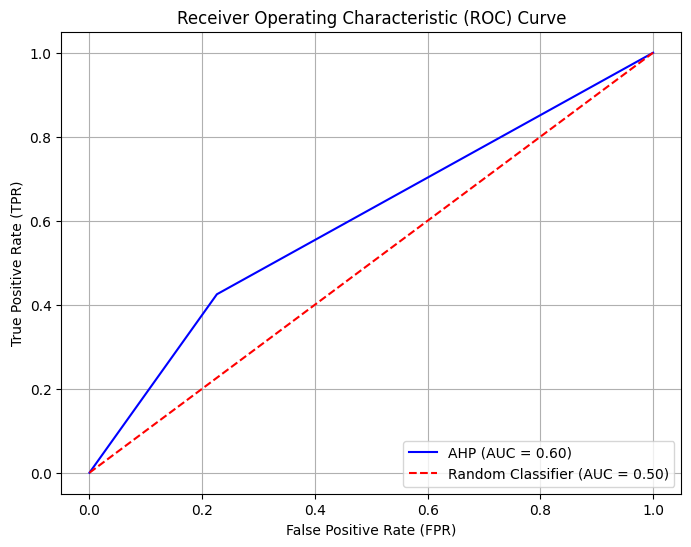 Receiver Operating Characteristic (ROC) Curve
True Positive Rate (TPR)
1.0
0.8
0.6
0.4
0.2
0.0
AHP (AUC = 0.60)
Random Classifier (AUC = 0.50)
0.0 0.2 0.4 0.6 0.8 1.0
False Positive Rate (FPR)